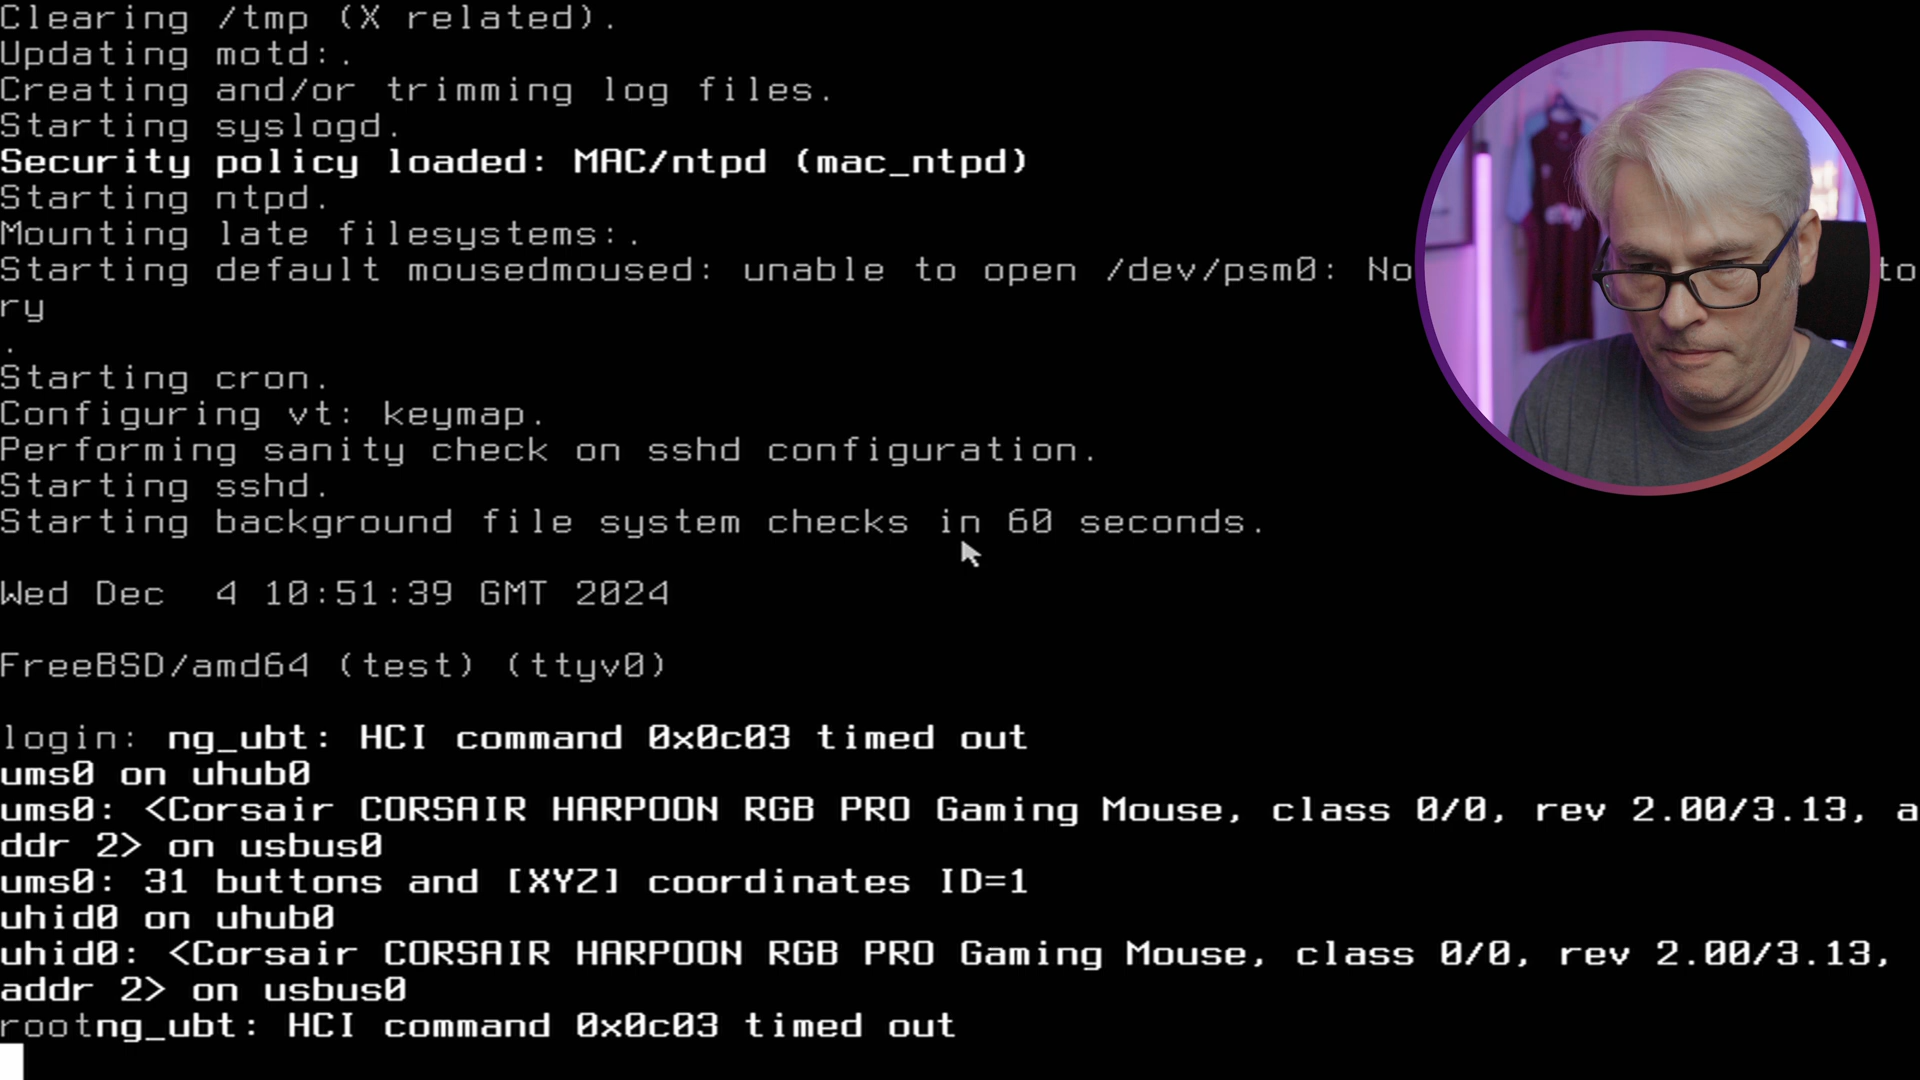 Clearing /tmp (X related).
Updating motd:.
Creating and/or trimming log files.
Starting syslogd.
Security policy loaded: MAC/ntpd (mac_ntpd)
Starting ntpd.
Mounting late filesystems:.
Starting default mousedmoused: unable to open /dev/psm0: No to
ry
.
Starting cron.
Configuring vt: keymap.
Performing sanity check on sshd configuration.
Starting sshd.
Starting background file system checks in 60 seconds.
Wed Dec  4 10:51:39 GMT 2024
FreeBSD/amd64 (test) (ttyv0)
login: ng_ubt: HCI command 0x0c03 timed out
ums0 on uhub0
ums0: <Corsair CORSAIR HARPOON RGB PRO Gaming Mouse, class 0/0, rev 2.00/3.13, a
ddr 2> on usbus0
ums0: 31 buttons and [XYZ] coordinates ID=1
uhid0 on uhub0
uhid0: <Corsair CORSAIR HARPOON RGB PRO Gaming Mouse, class 0/0, rev 2.00/3.13,
addr 2> on usbus0
rootng_ubt: HCI command 0x0c03 timed out